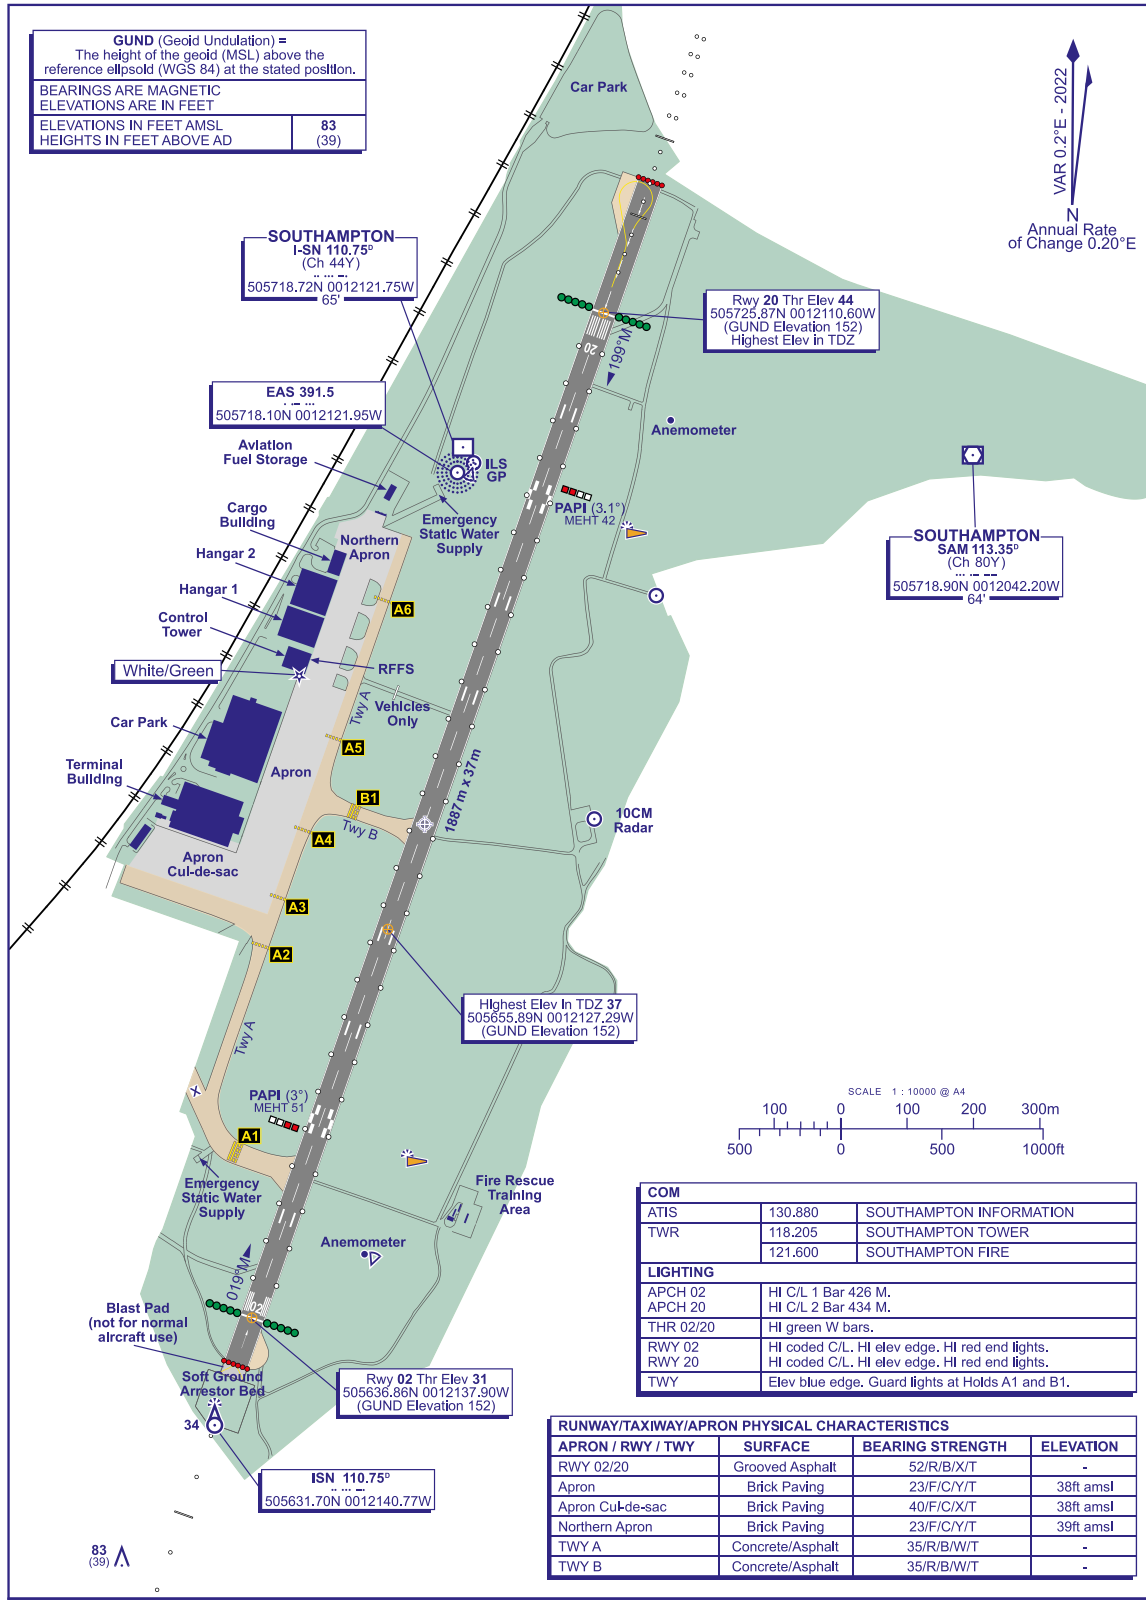 GUND (Geoid Undulation) =
The height of the geoid (MSL) above the
reference ellpsold (WGS 84) at the stated position.
BEARINGS ARE MAGNETIC
ELEVATIONS ARE IN FEET
ELEVATIONS IN FEET AMSL 83
HEIGHTS IN FEET ABOVE AD (39)
Car Park
VAR 0.2°E - 2022
N
Annual Rate
of Change 0.20°E
SOUTHAMPTON
I-SN 110.75ᴰ
(Ch 44Y)
505718.72N 0012121.75W
65'
Rwy 20 Thr Elev 44
505725.87N 0012110.60W
(GUND Elevation 152)
Highest Elev in TDZ
20
199°M
EAS 391.5
505718.10N 0012121.95W
Anemometer
Aviation
Fuel Storage
ILS
GP
PAPI (3.1°)
MEHT 42
Cargo
Building
Emergency
Static Water
Supply
Northern
Apron
SOUTHAMPTON
SAM 113.35ᴰ
(Ch 80Y)
505718.90N 0012042.20W
64'
Hangar 2
Hangar 1
A6
Control
Tower
White/Green
RFFS
Twy A
Vehicles
Only
Car Park
A5
Terminal
Building
Apron
1887m x 37m
B1
Twy B
10CM
Radar
A4
Apron
Cul-de-sac
A3
A2
Highest Elev In TDZ 37
505655.89N 0012127.29W
(GUND Elevation 152)
Twy A
X
PAPI (3°)
MEHT 51
SCALE 1 : 10000 @ A4
100 0 100 200 300m
500 0 500 1000ft
A1
Emergency
Static Water
Supply
Fire Rescue
Training
Area
Anemometer
019°M
02
Blast Pad
(not for normal
aircraft use)
Soft Ground
Arrestor Bed
Rwy 02 Thr Elev 31
505636.86N 0012137.90W
(GUND Elevation 152)
34
ISN 110.75ᴰ
505631.70N 0012140.77W
83
(39)
COM
ATIS 130.880 SOUTHAMPTON INFORMATION
TWR 118.205 SOUTHAMPTON TOWER
121.600 SOUTHAMPTON FIRE
LIGHTING
APCH 02 HI C/L 1 Bar 426 M.
APCH 20 HI C/L 2 Bar 434 M.
THR 02/20 HI green W bars.
RWY 02 HI coded C/L. HI elev edge. HI red end lights.
RWY 20 HI coded C/L. HI elev edge. HI red end lights.
TWY Elev blue edge. Guard lights at Holds A1 and B1.
RUNWAY/TAXIWAY/APRON PHYSICAL CHARACTERISTICS
APRON / RWY / TWY SURFACE BEARING STRENGTH ELEVATION
RWY 02/20 Grooved Asphalt 52/R/B/X/T -
Apron Brick Paving 23/F/C/Y/T 38ft amsl
Apron Cul-de-sac Brick Paving 40/F/C/X/T 38ft amsl
Northern Apron Brick Paving 23/F/C/Y/T 39ft amsl
TWY A Concrete/Asphalt 35/R/B/W/T -
TWY B Concrete/Asphalt 35/R/B/W/T -